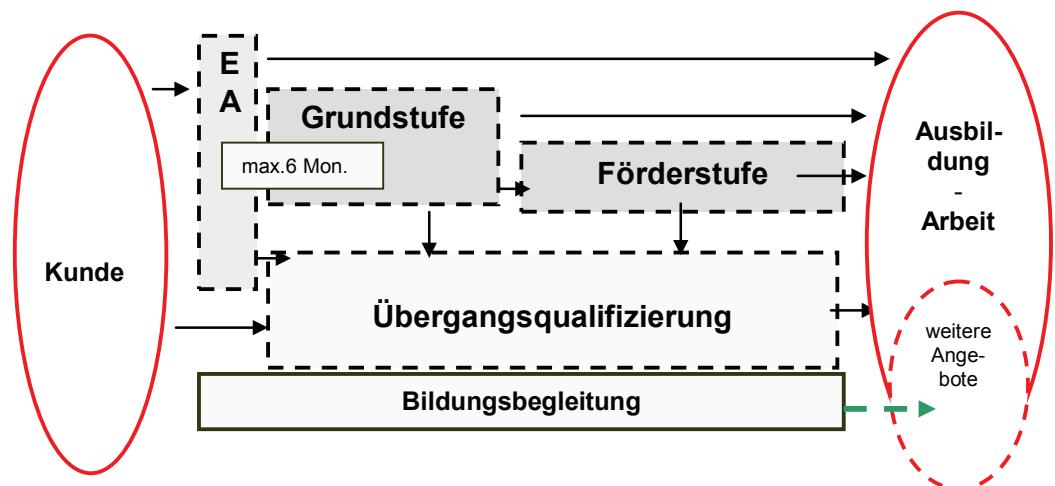 Kunde
E
A
Grundstufe
max.6 Mon.
Förderstufe
Übergangsqualifizierung
Bildungsbegleitung
Ausbil-
dung
-
Arbeit
weitere
Ange-
bote